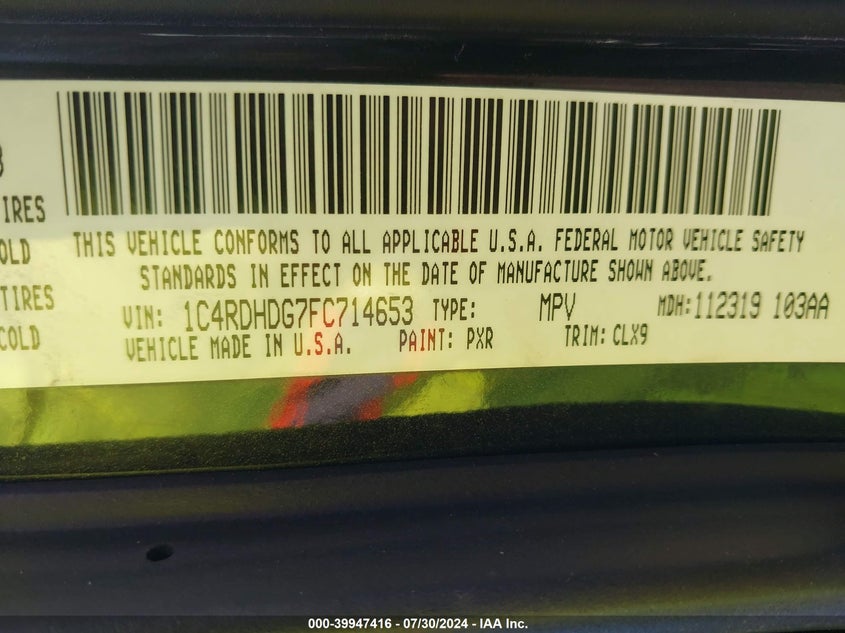 IRES
OLD
TIRES
COLD
THIS VEHICLE CONFORMS TO ALL APPLICABLE U.S.A. FEDERAL MOTOR VEHICLE SAFETY
STANDARDS IN EFFECT ON THE DATE OF MANUFACTURE SHOWN ABOVE.
VIN: 1C4RDHDG7FC714653 TYPE: MPV MDH:112319 103AA
VEHICLE MADE IN U.S.A. PAINT: PXR TRIM: CLX9
000-39947416 - 07/30/2024 - IAA Inc.